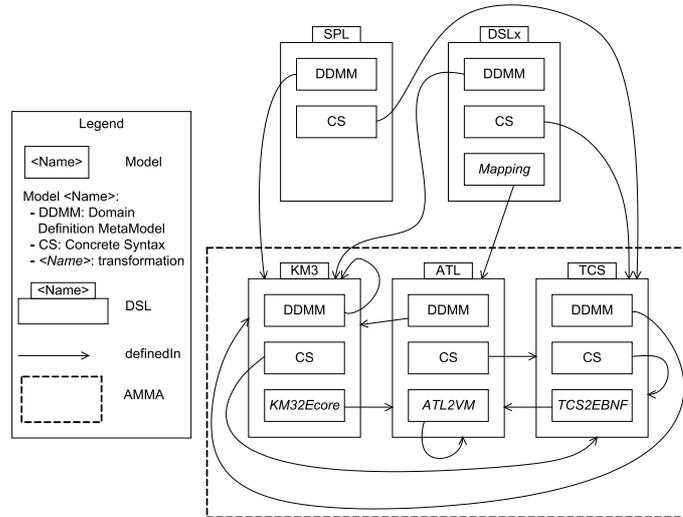 SPL
DSLx
DDMM
DDMM
CS
CS
Mapping
Legend
<Name>
Model
Model <Name>:
- DDMM: Domain
Definition MetaModel
- CS: Concrete Syntax
- <Name>: transformation
<Name>
DSL
definedIn
AMMA
KM3
ATL
TCS
DDMM
DDMM
DDMM
CS
CS
CS
KM32Ecore
ATL2VM
TCS2EBNF